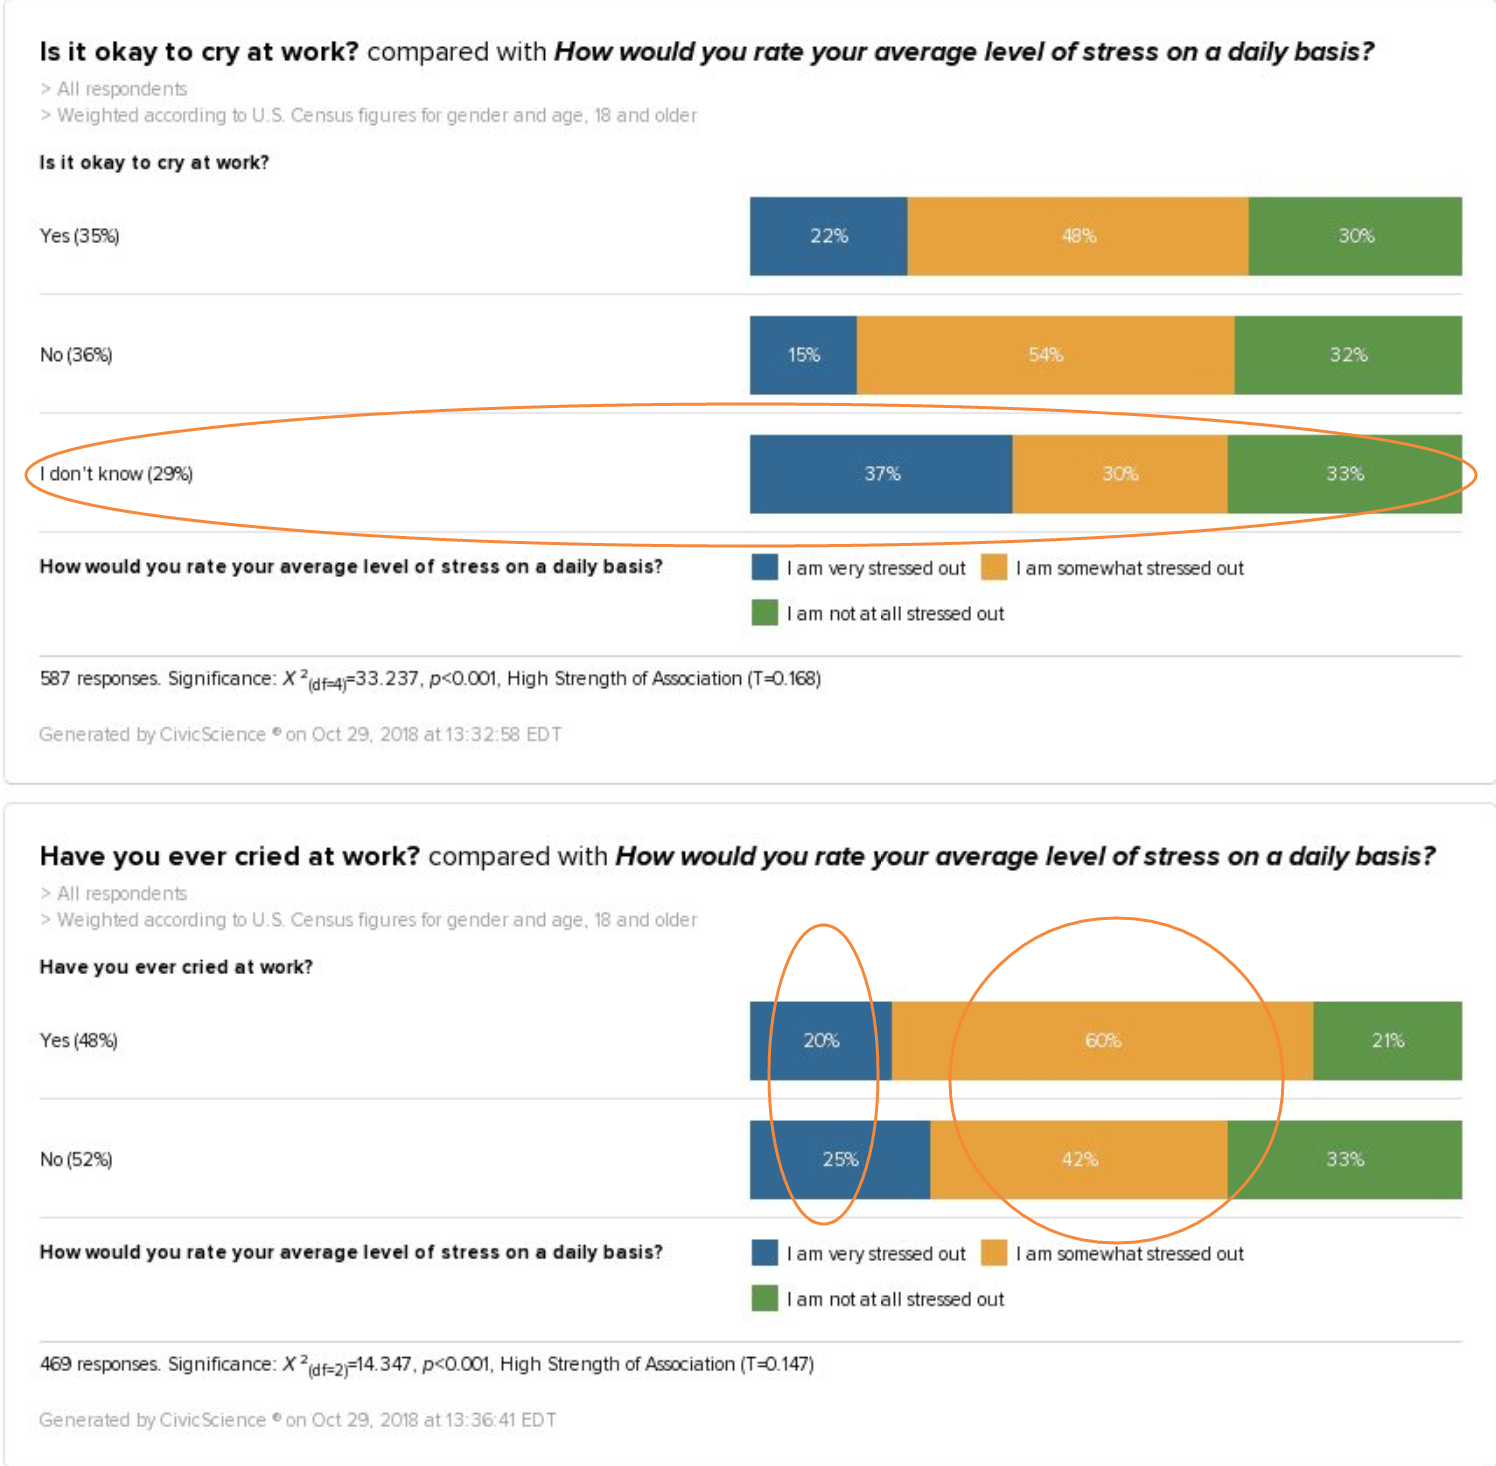 Is it okay to cry at work? compared with How would you rate your average level of stress on a daily basis?
> All respondents
> Weighted according to U.S. Census figures for gender and age, 18 and older
Is it okay to cry at work?
Yes (35%) 22% 48% 30%
No (36%) 15% 54% 32%
I don't know (29%) 37% 30% 33%
How would you rate your average level of stress on a daily basis? I am very stressed out I am somewhat stressed out
I am not at all stressed out
587 responses. Significance: X 2 (df=4)=33.237, p<0.001, High Strength of Association (T=0.168)
Generated by CivicScience ® on Oct 29, 2018 at 13:32:58 EDT
Have you ever cried at work? compared with How would you rate your average level of stress on a daily basis?
> All respondents
> Weighted according to U.S. Census figures for gender and age, 18 and older
Have you ever cried at work?
Yes (48%) 20% 60% 21%
No (52%) 25% 42% 33%
How would you rate your average level of stress on a daily basis? I am very stressed out I am somewhat stressed out
I am not at all stressed out
469 responses. Significance: X 2 (df=2)=14.347, p<0.001, High Strength of Association (T=0.147)
Generated by CivicScience ® on Oct 29, 2018 at 13:36:41 EDT